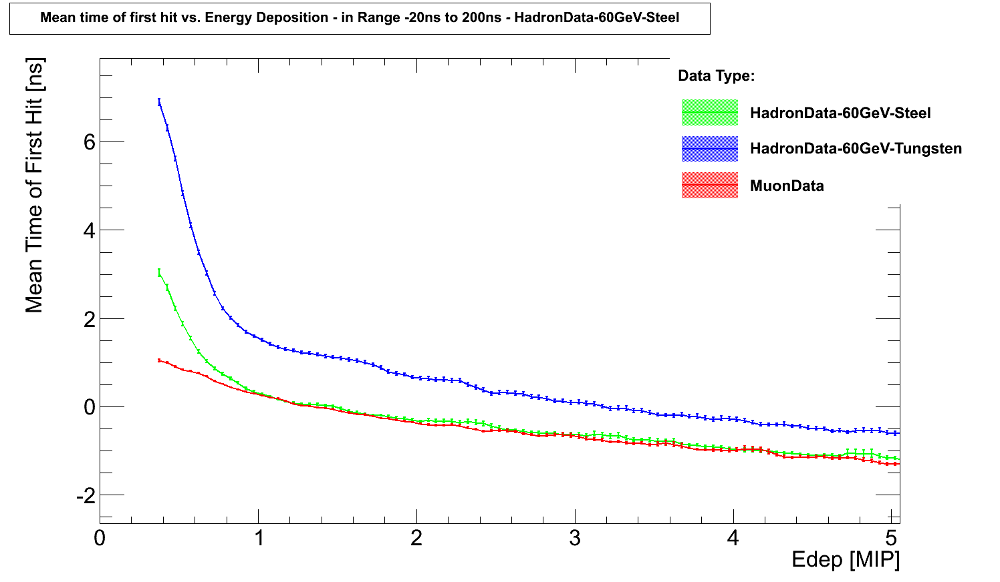 Mean time of first hit vs. Energy Deposition - in Range -20ns to 200ns - HadronData-60GeV-Steel
Mean Time of First Hit [ns]
Data Type:
HadronData-60GeV-Steel
HadronData-60GeV-Tungsten
MuonData
6
4
2
0
-2
0 1 2 3 4 5
Edep [MIP]